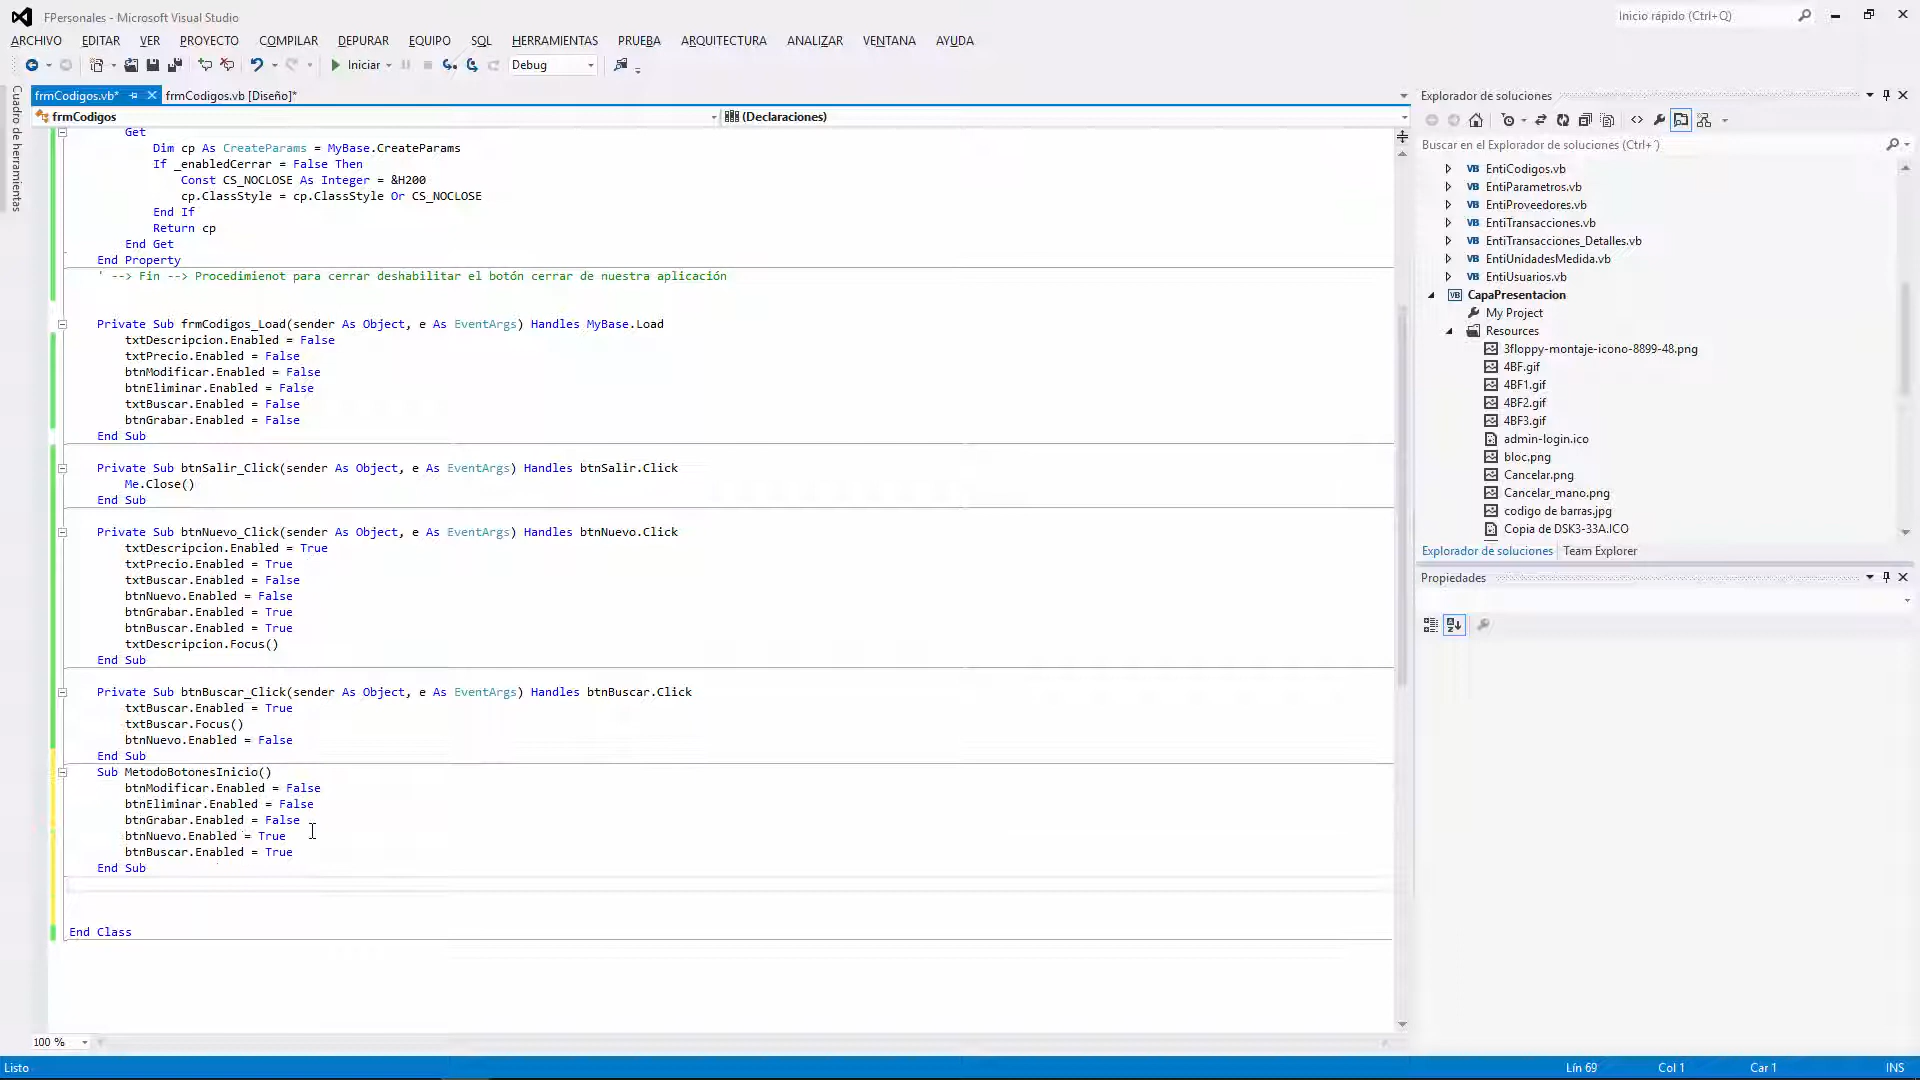 FPersonales - Microsoft Visual Studio
Inicio rápido (Ctrl+Q)
ARCHIVO EDITAR VER PROYECTO COMPILAR DEPURAR EQUIPO SQL HERRAMIENTAS PRUEBA ARQUITECTURA ANALIZAR VENTANA AYUDA
Iniciar Debug
Cuadro de herramientas
frmCodigos.vb* frmCodigos.vb [Diseño]*
frmCodigos (Declaraciones)
Get
Dim cp As CreateParams = MyBase.CreateParams
If _enabledCerrar = False Then
Const CS_NOCLOSE As Integer = &H200
cp.ClassStyle = cp.ClassStyle Or CS_NOCLOSE
End If
Return cp
End Get
End Property
' --> Fin --> Procedimienot para cerrar deshabilitar el botón cerrar de nuestra aplicación
Private Sub frmCodigos_Load(sender As Object, e As EventArgs) Handles MyBase.Load
txtDescripcion.Enabled = False
txtPrecio.Enabled = False
btnModificar.Enabled = False
btnEliminar.Enabled = False
txtBuscar.Enabled = False
btnGrabar.Enabled = False
End Sub
Private Sub btnSalir_Click(sender As Object, e As EventArgs) Handles btnSalir.Click
Me.Close()
End Sub
Private Sub btnNuevo_Click(sender As Object, e As EventArgs) Handles btnNuevo.Click
txtDescripcion.Enabled = True
txtPrecio.Enabled = True
txtBuscar.Enabled = False
btnNuevo.Enabled = False
btnGrabar.Enabled = True
btnBuscar.Enabled = True
txtDescripcion.Focus()
End Sub
Private Sub btnBuscar_Click(sender As Object, e As EventArgs) Handles btnBuscar.Click
txtBuscar.Enabled = True
txtBuscar.Focus()
btnNuevo.Enabled = False
End Sub
Sub MetodoBotonesInicio()
btnModificar.Enabled = False
btnEliminar.Enabled = False
btnGrabar.Enabled = False
btnNuevo.Enabled = True
btnBuscar.Enabled = True
End Sub
End Class
100 %
Explorador de soluciones
Buscar en el Explorador de soluciones (Ctrl+¨)
VB EntiCodigos.vb
VB EntiParametros.vb
VB EntiProveedores.vb
VB EntiTransacciones.vb
VB EntiTransacciones_Detalles.vb
VB EntiUnidadesMedida.vb
VB EntiUsuarios.vb
VB CapaPresentacion
My Project
Resources
3floppy-montaje-icono-8899-48.png
4BF.gif
4BF1.gif
4BF2.gif
4BF3.gif
admin-login.ico
bloc.png
Cancelar.png
Cancelar_mano.png
codigo de barras.jpg
Copia de DSK3-33A.ICO
Explorador de soluciones Team Explorer
Propiedades
Listo Lín 69 Col 1 Car 1 INS